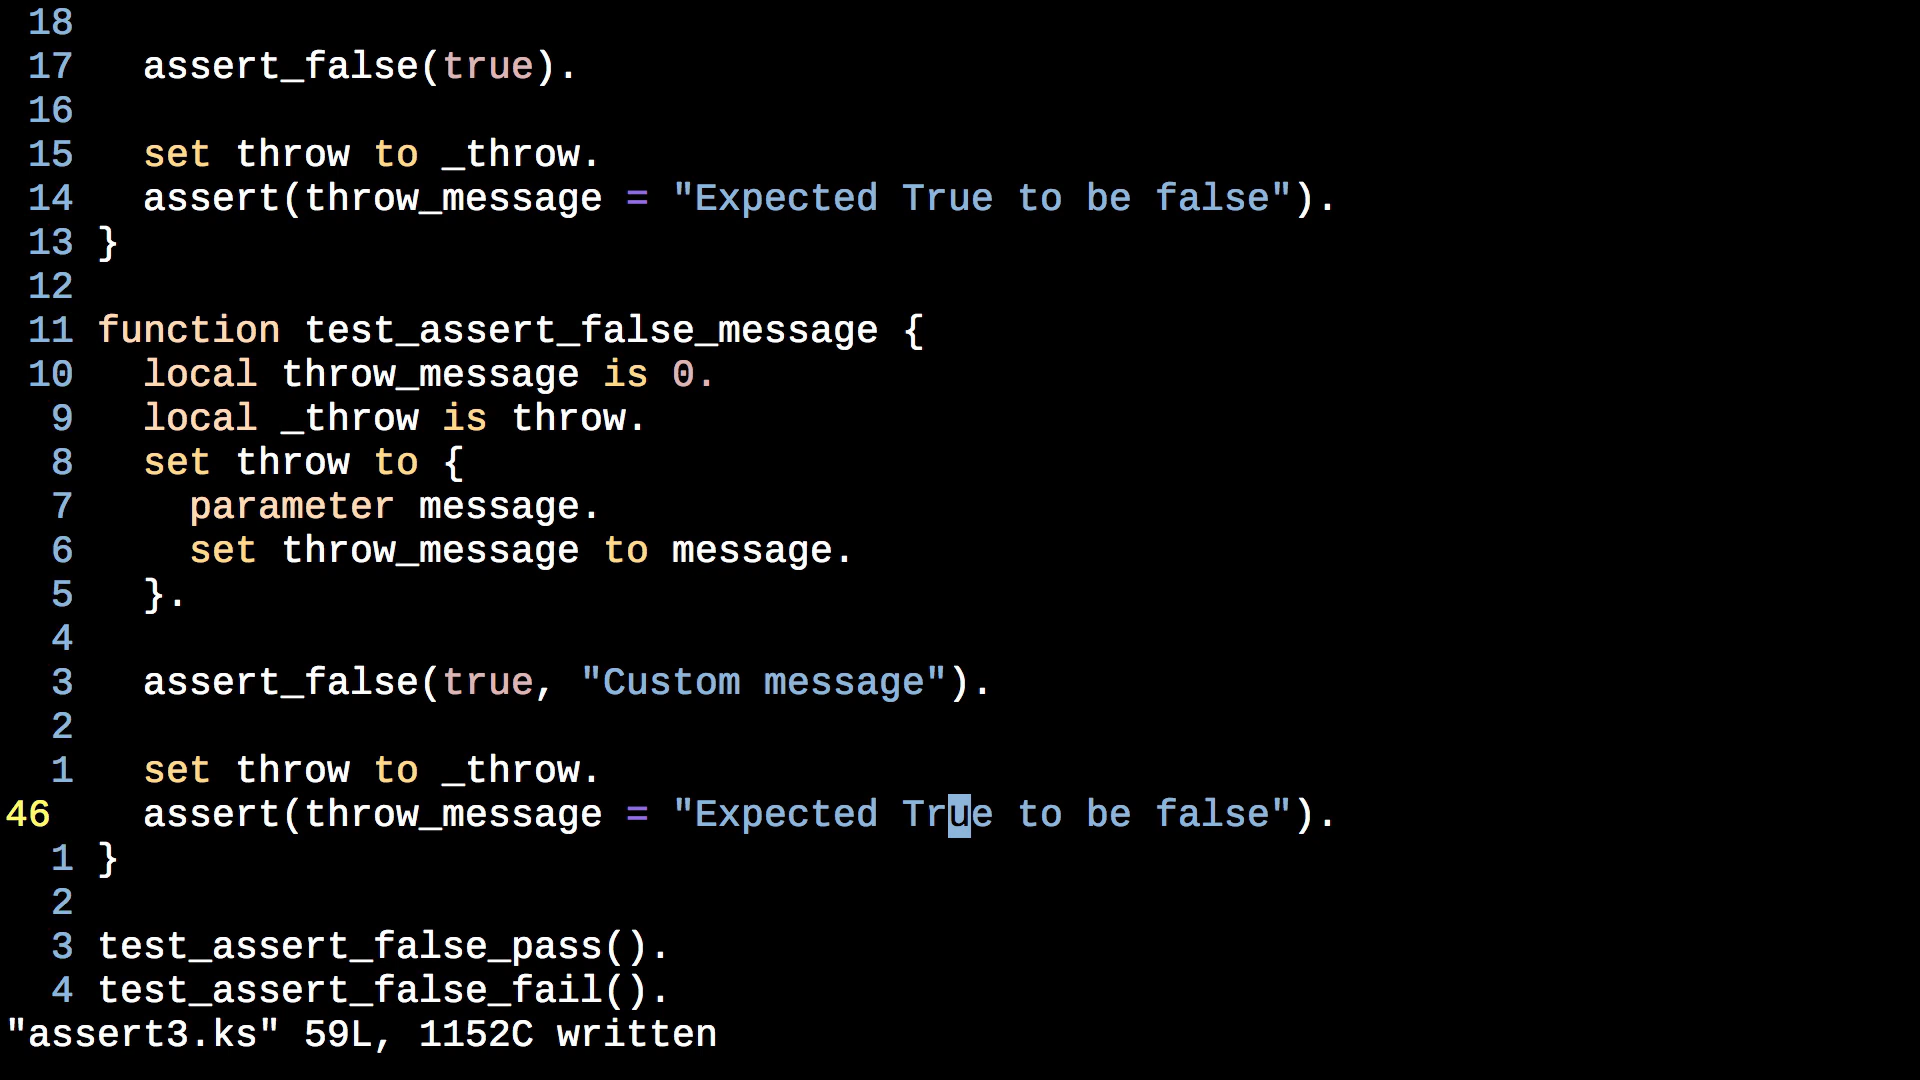 18
17   assert_false(true).
16
15   set throw to _throw.
14   assert(throw_message = "Expected True to be false").
13 }
12
11 function test_assert_false_message {
10   local throw_message is 0.
9   local _throw is throw.
8   set throw to {
7     parameter message.
6     set throw_message to message.
5   }.
4
3   assert_false(true, "Custom message").
2
1   set throw to _throw.
46   assert(throw_message = "Expected True to be false").
1 }
2
3 test_assert_false_pass().
4 test_assert_false_fail().
"assert3.ks" 59L, 1152C written